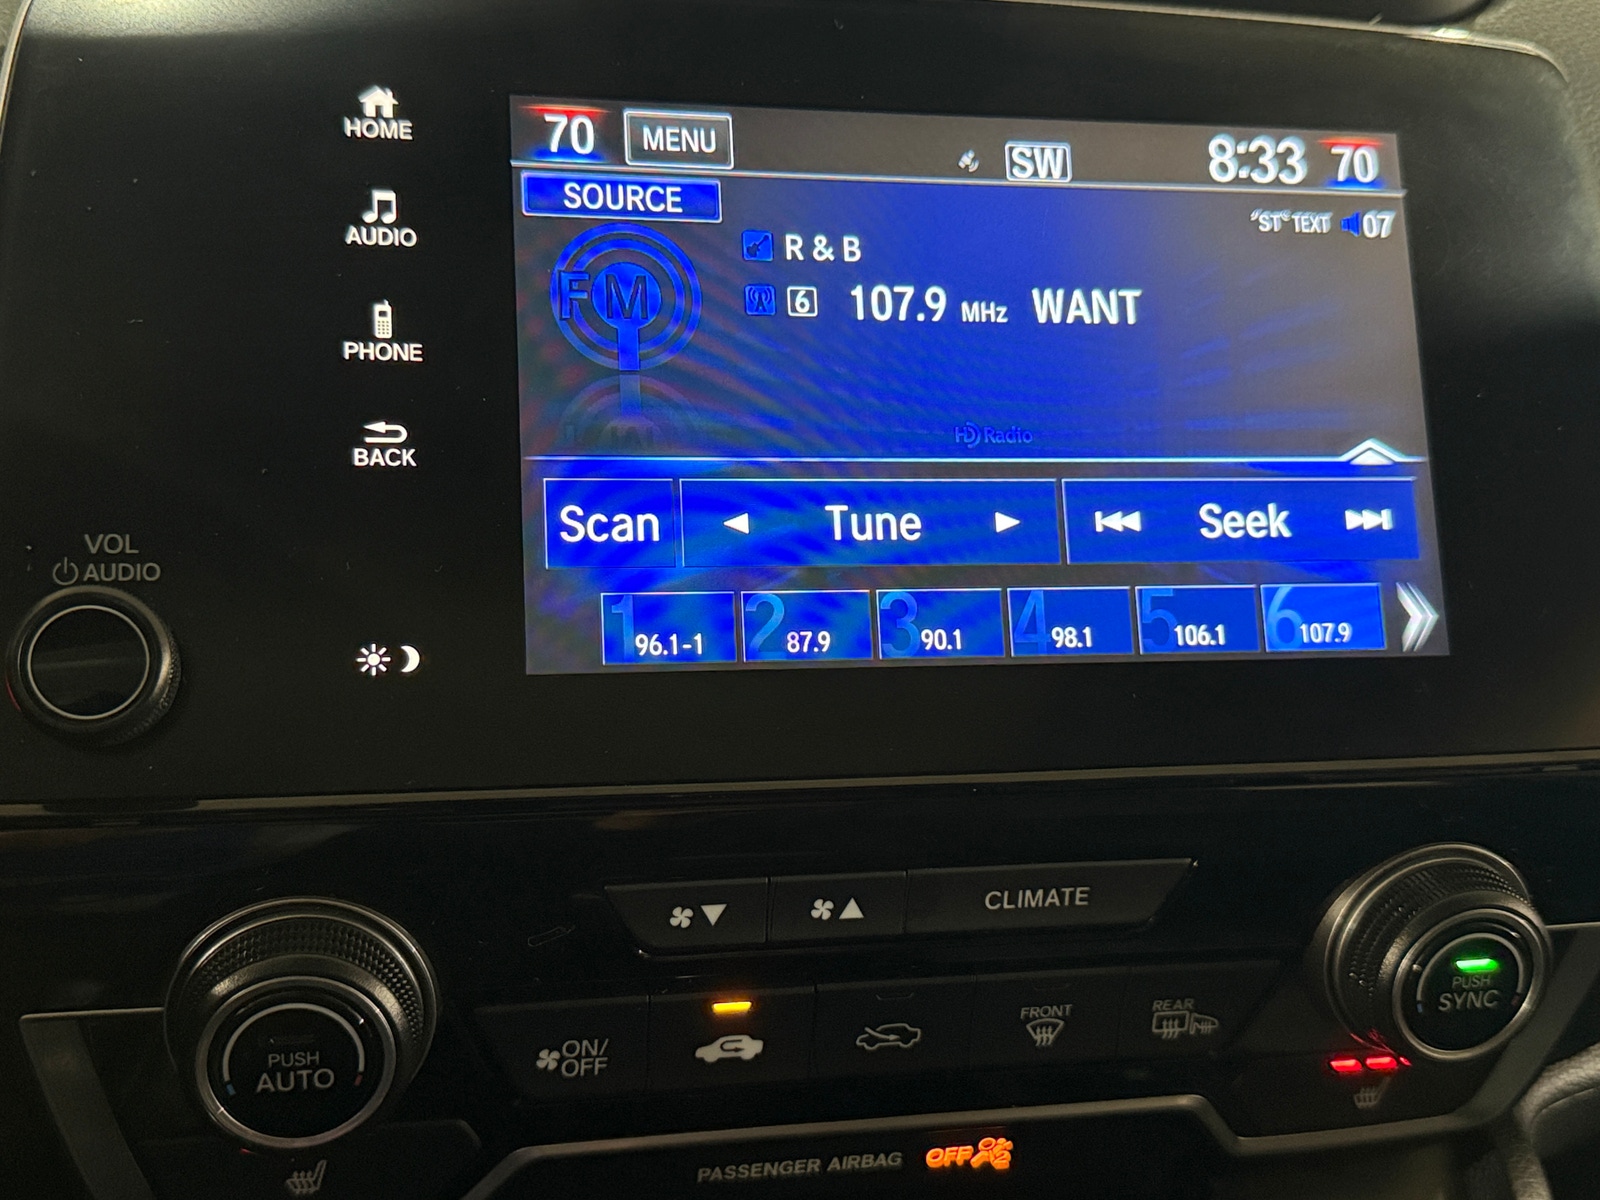 HOME
AUDIO
PHONE
BACK
VOL
AUDIO
70 MENU SW 8:33 70
SOURCE
"ST" TEXT 07
FM
R & B
6 107.9 MHz WANT
HD Radio
Scan Tune Seek
1 96.1-1 2 87.9 3 90.1 4 98.1 5 106.1 6 107.9
CLIMATE
PUSH
AUTO
ON/
OFF
FRONT
REAR
PUSH
SYNC
PASSENGER AIRBAG OFF